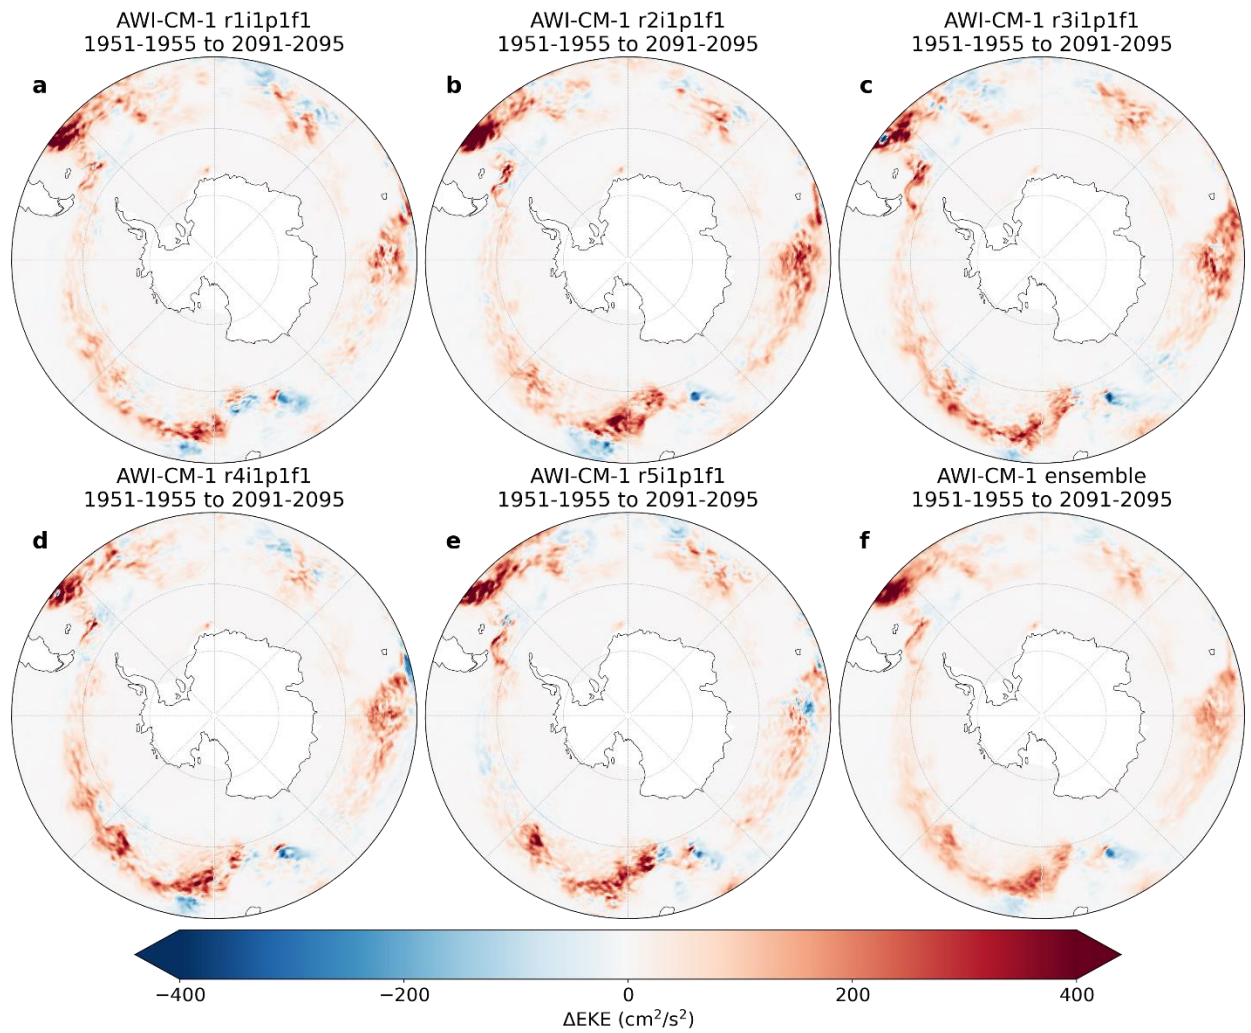 AWI-CM-1 r1i1p1f1
1951-1955 to 2091-2095
a
AWI-CM-1 r2i1p1f1
1951-1955 to 2091-2095
b
AWI-CM-1 r3i1p1f1
1951-1955 to 2091-2095
c
AWI-CM-1 r4i1p1f1
1951-1955 to 2091-2095
d
AWI-CM-1 r5i1p1f1
1951-1955 to 2091-2095
e
AWI-CM-1 ensemble
1951-1955 to 2091-2095
f
−400 −200 0 200 400
ΔEKE (cm²/s²)